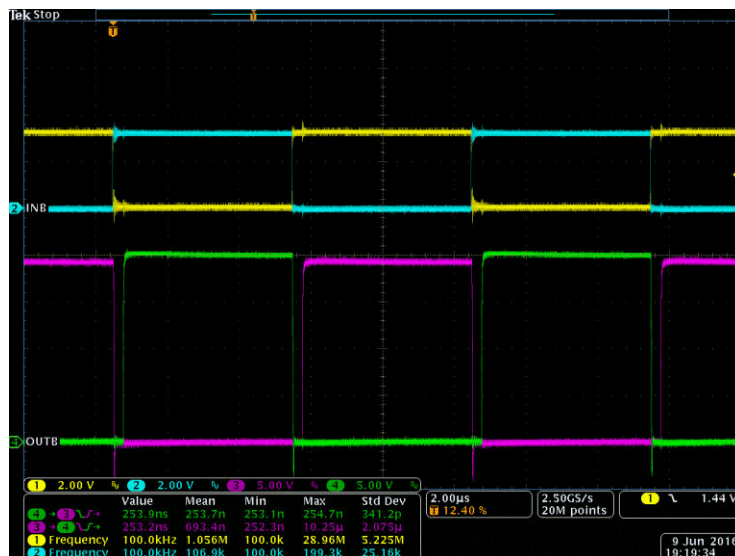 Tek Stop
T
T
2 INB
4 OUTB
1 2.00 V 2 2.00 V 3 5.00 V 4 5.00 V
2.00μs
T 12.40 %
2.50GS/s
20M points
1 1.44 V
Value Mean Min Max Std Dev
4 → 3 253.9ns 253.7n 253.1n 254.7n 341.2p
3 → 4 253.2ns 693.4n 252.3n 10.25μ 2.075μ
1 Frequency 100.0kHz 1.056M 100.0k 28.96M 5.225M
2 Frequency 100.0kHz 106.9k 100.0k 199.3k 25.16k
9 Jun 2016
19:19:34